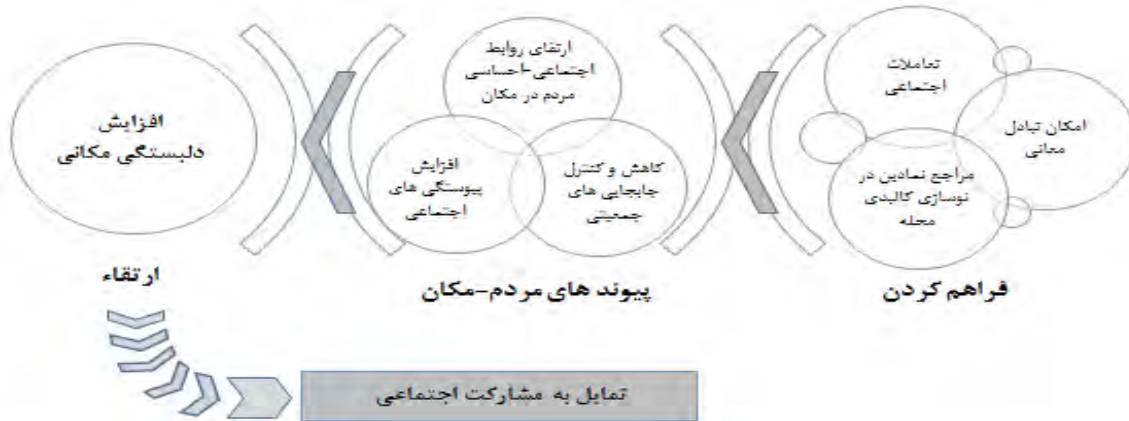 تعاملات
اجتماعی
امکان تبادل
معانی
مراجع نمادین در
نوسازی کالبدی
محله
فراهم کردن
ارتقای روابط
اجتماعی-احساسی
مردم در مکان
کاهش و کنترل
جابجایی های
جمعیتی
افزایش
پیوستگی های
اجتماعی
پیوند های مردم-مکان
افزایش
دلبستگی مکانی
ارتقاء
تمایل به مشارکت اجتماعی